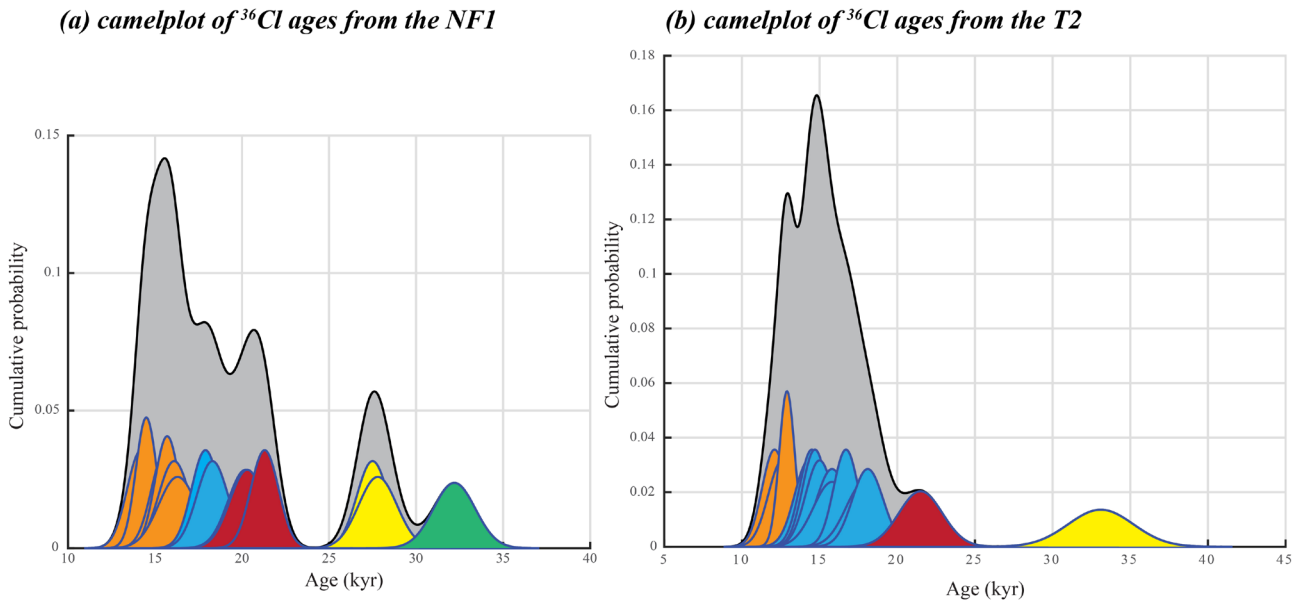 (a) camelplot of ³⁶Cl ages from the NF1
(b) camelplot of ³⁶Cl ages from the T2
Cumulative probability
0.15
0.1
0.05
0
10 15 20 25 30 35 40
Age (kyr)
Cumulative probability
0.18
0.16
0.14
0.12
0.1
0.08
0.06
0.04
0.02
0
5 10 15 20 25 30 35 40 45
Age (kyr)